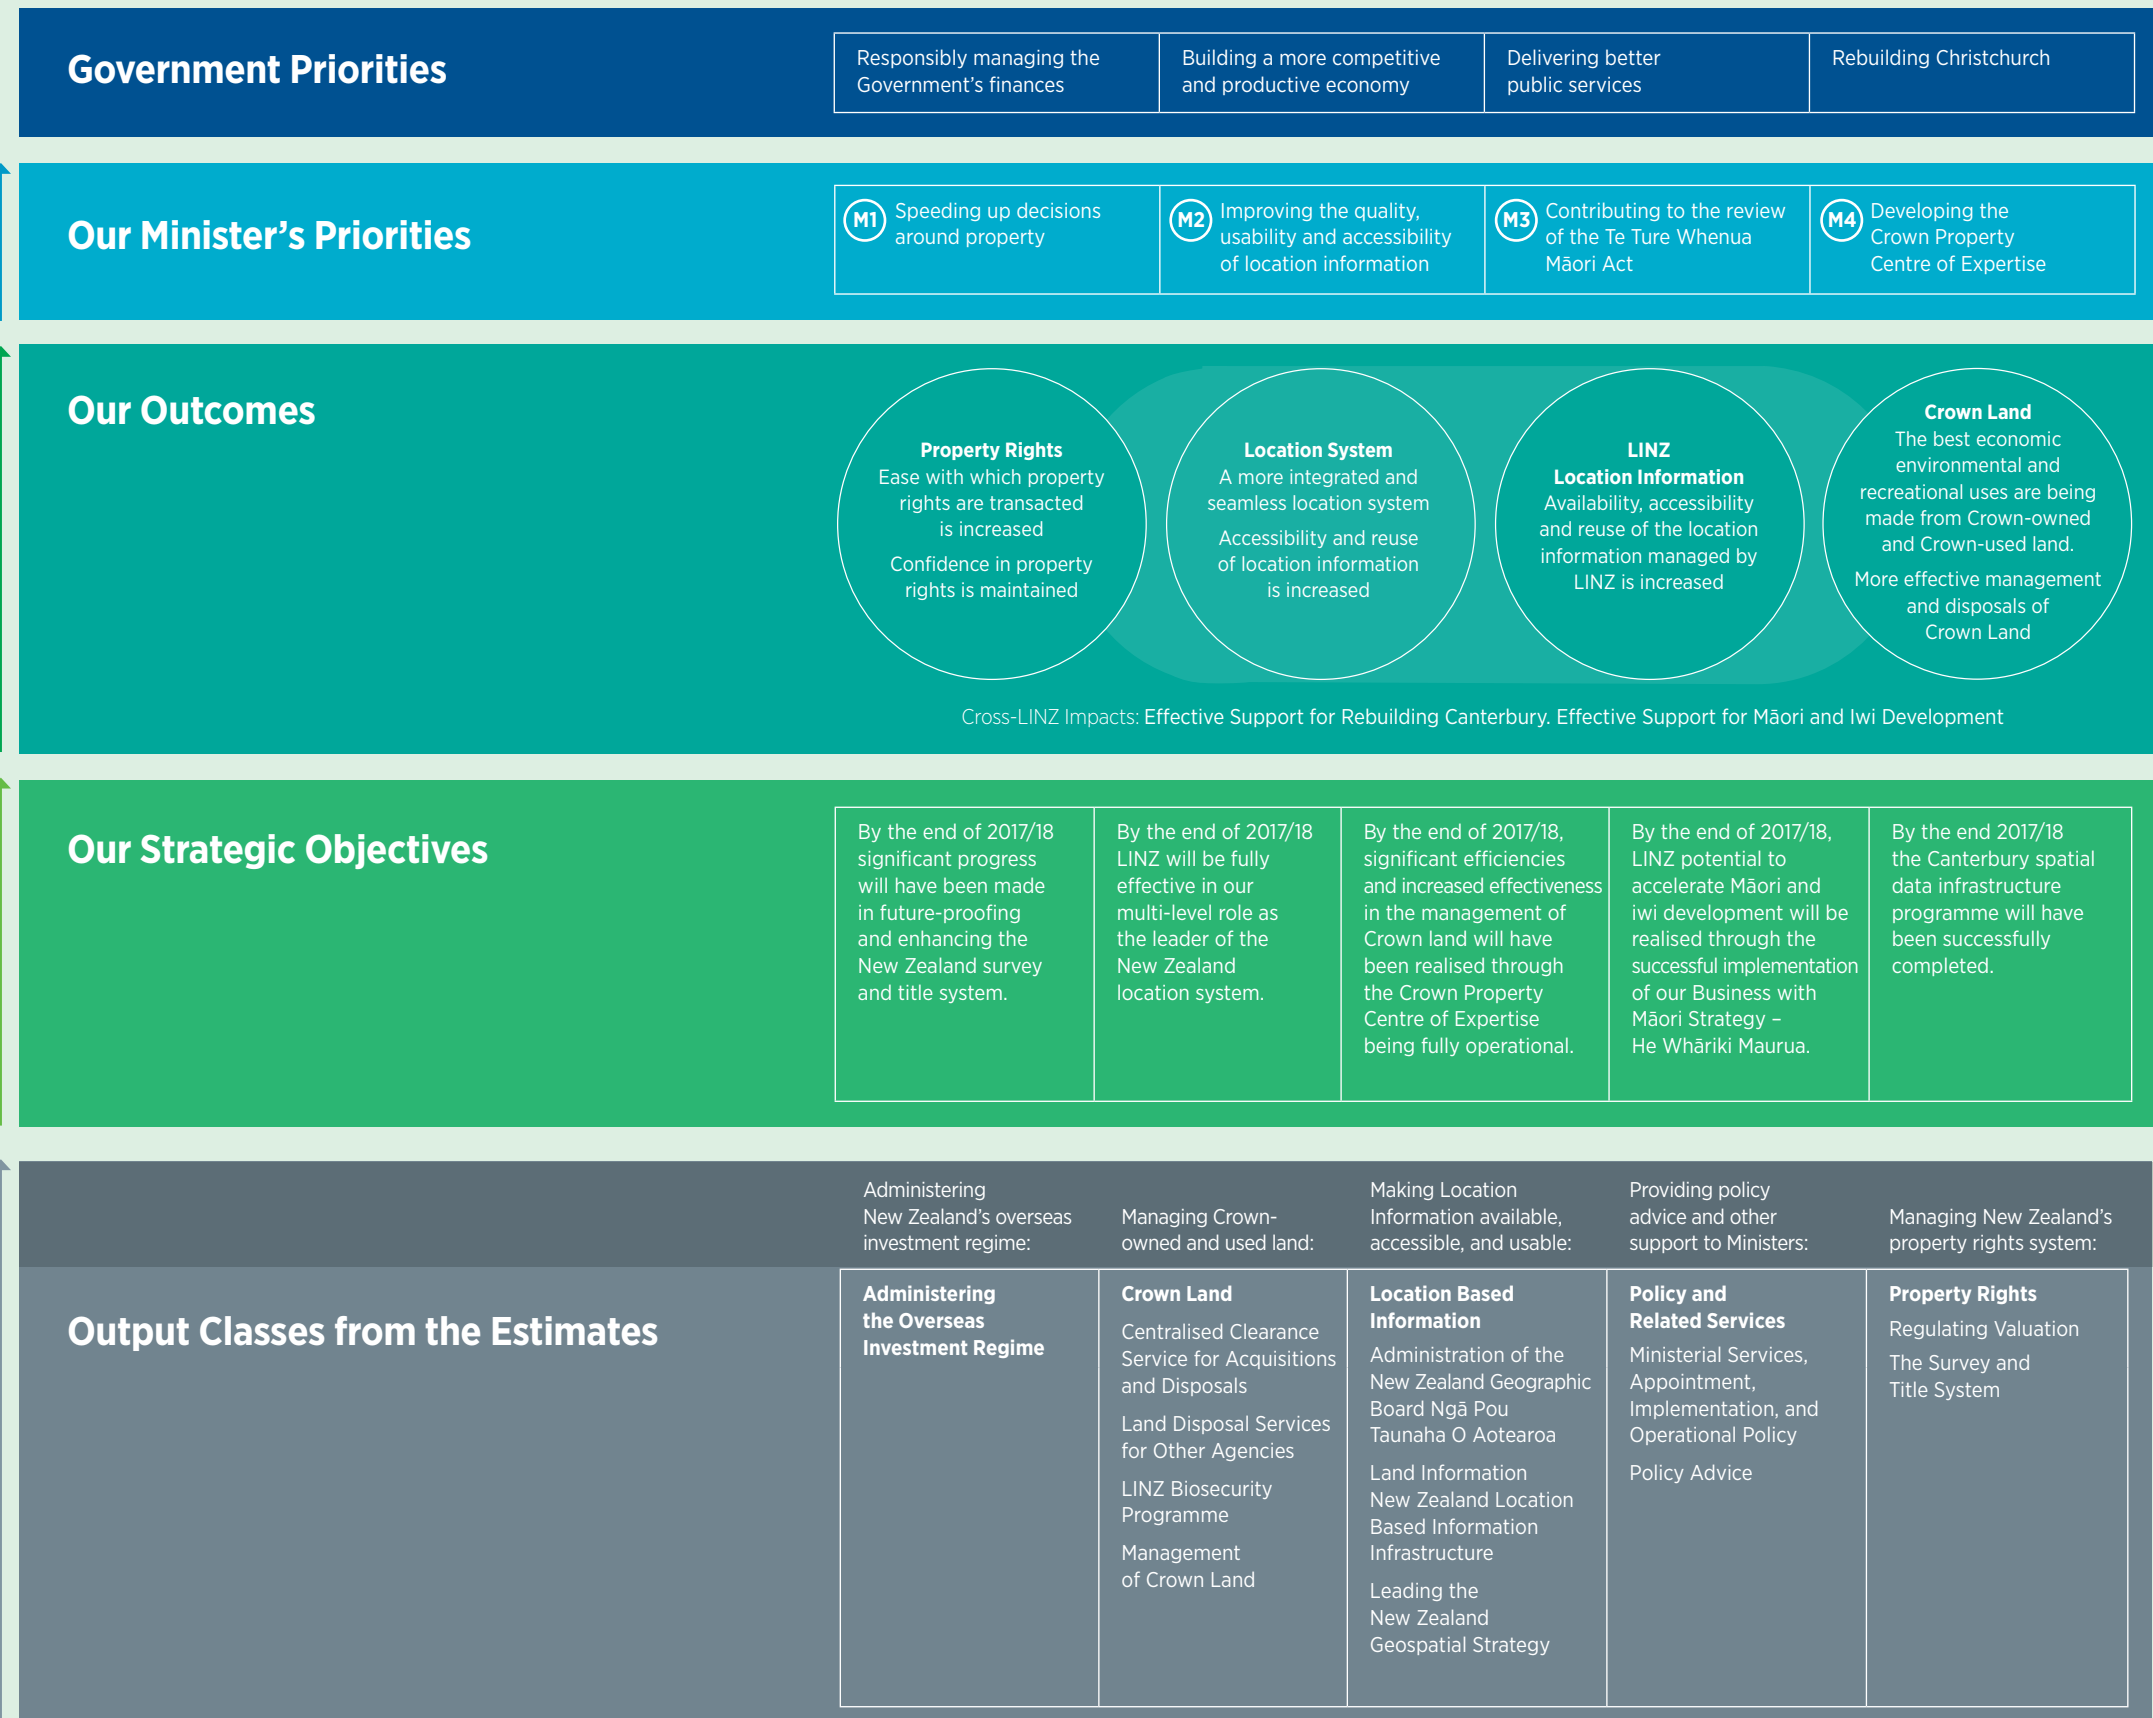 Government Priorities
Responsibly managing the
Government’s finances
Building a more competitive
and productive economy
Delivering better
public services
Rebuilding Christchurch
Our Minister’s Priorities
M1
Speeding up decisions
around property
M2
Improving the quality,
usability and accessibility
of location information
M3
Contributing to the review
of the Te Ture Whenua
Māori Act
M4
Developing the
Crown Property
Centre of Expertise
Our Outcomes
Property Rights
Ease with which property
rights are transacted
is increased
Confidence in property
rights is maintained
Location System
A more integrated and
seamless location system
Accessibility and reuse
of location information
is increased
LINZ
Location Information
Availability, accessibility
and reuse of the location
information managed by
LINZ is increased
Crown Land
The best economic
environmental and
recreational uses are being
made from Crown-owned
and Crown-used land.
More effective management
and disposals of
Crown Land
Cross-LINZ Impacts: Effective Support for Rebuilding Canterbury. Effective Support for Māori and Iwi Development
Our Strategic Objectives
By the end of 2017/18
significant progress
will have been made
in future-proofing
and enhancing the
New Zealand survey
and title system.
By the end of 2017/18
LINZ will be fully
effective in our
multi-level role as
the leader of the
New Zealand
location system.
By the end of 2017/18,
significant efficiencies
and increased effectiveness
in the management of
Crown land will have
been realised through
the Crown Property
Centre of Expertise
being fully operational.
By the end of 2017/18,
LINZ potential to
accelerate Māori and
iwi development will be
realised through the
successful implementation
of our Business with
Māori Strategy –
He Whāriki Maurua.
By the end 2017/18
the Canterbury spatial
data infrastructure
programme will have
been successfully
completed.
Administering
New Zealand’s overseas
investment regime:
Managing Crown-
owned and used land:
Making Location
Information available,
accessible, and usable:
Providing policy
advice and other
support to Ministers:
Managing New Zealand’s
property rights system:
Output Classes from the Estimates
Administering
the Overseas
Investment Regime
Crown Land
Centralised Clearance
Service for Acquisitions
and Disposals
Land Disposal Services
for Other Agencies
LINZ Biosecurity
Programme
Management
of Crown Land
Location Based
Information
Administration of the
New Zealand Geographic
Board Ngā Pou
Taunaha O Aotearoa
Land Information
New Zealand Location
Based Information
Infrastructure
Leading the
New Zealand
Geospatial Strategy
Policy and
Related Services
Ministerial Services,
Appointment,
Implementation, and
Operational Policy
Policy Advice
Property Rights
Regulating Valuation
The Survey and
Title System